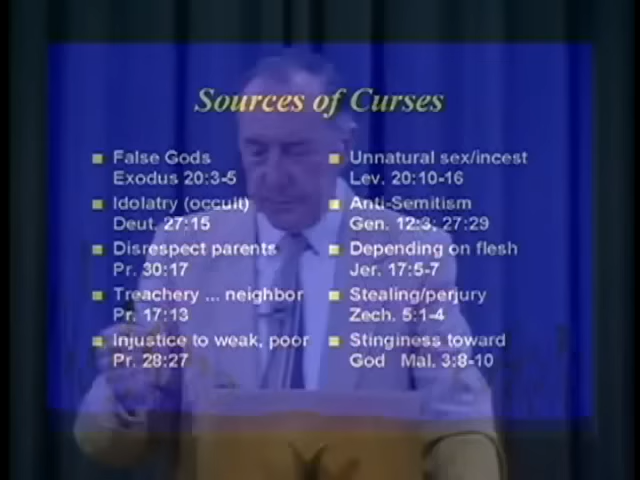 Sources of Curses
False Gods
Exodus 20:3-5
Idolatry (occult)
Deut. 27:15
Disrespect parents
Pr. 30:17
Treachery ... neighbor
Pr. 17:13
Injustice to weak, poor
Pr. 28:27
Unnatural sex/incest
Lev. 20:10-16
Anti-Semitism
Gen. 12:3; 27:29
Depending on flesh
Jer. 17:5-7
Stealing/perjury
Zech. 5:1-4
Stinginess toward
God Mal. 3:8-10